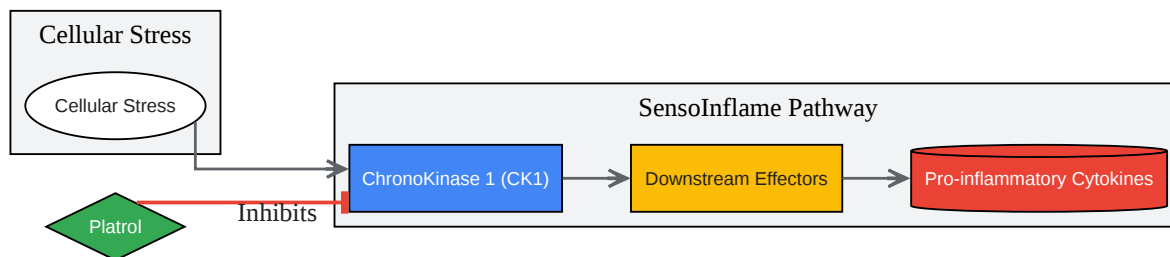 Cellular Stress
Cellular Stress
SensoInflame Pathway
ChronoKinase 1 (CK1)
Downstream Effectors
Pro-inflammatory Cytokines
Inhibits
Platrol